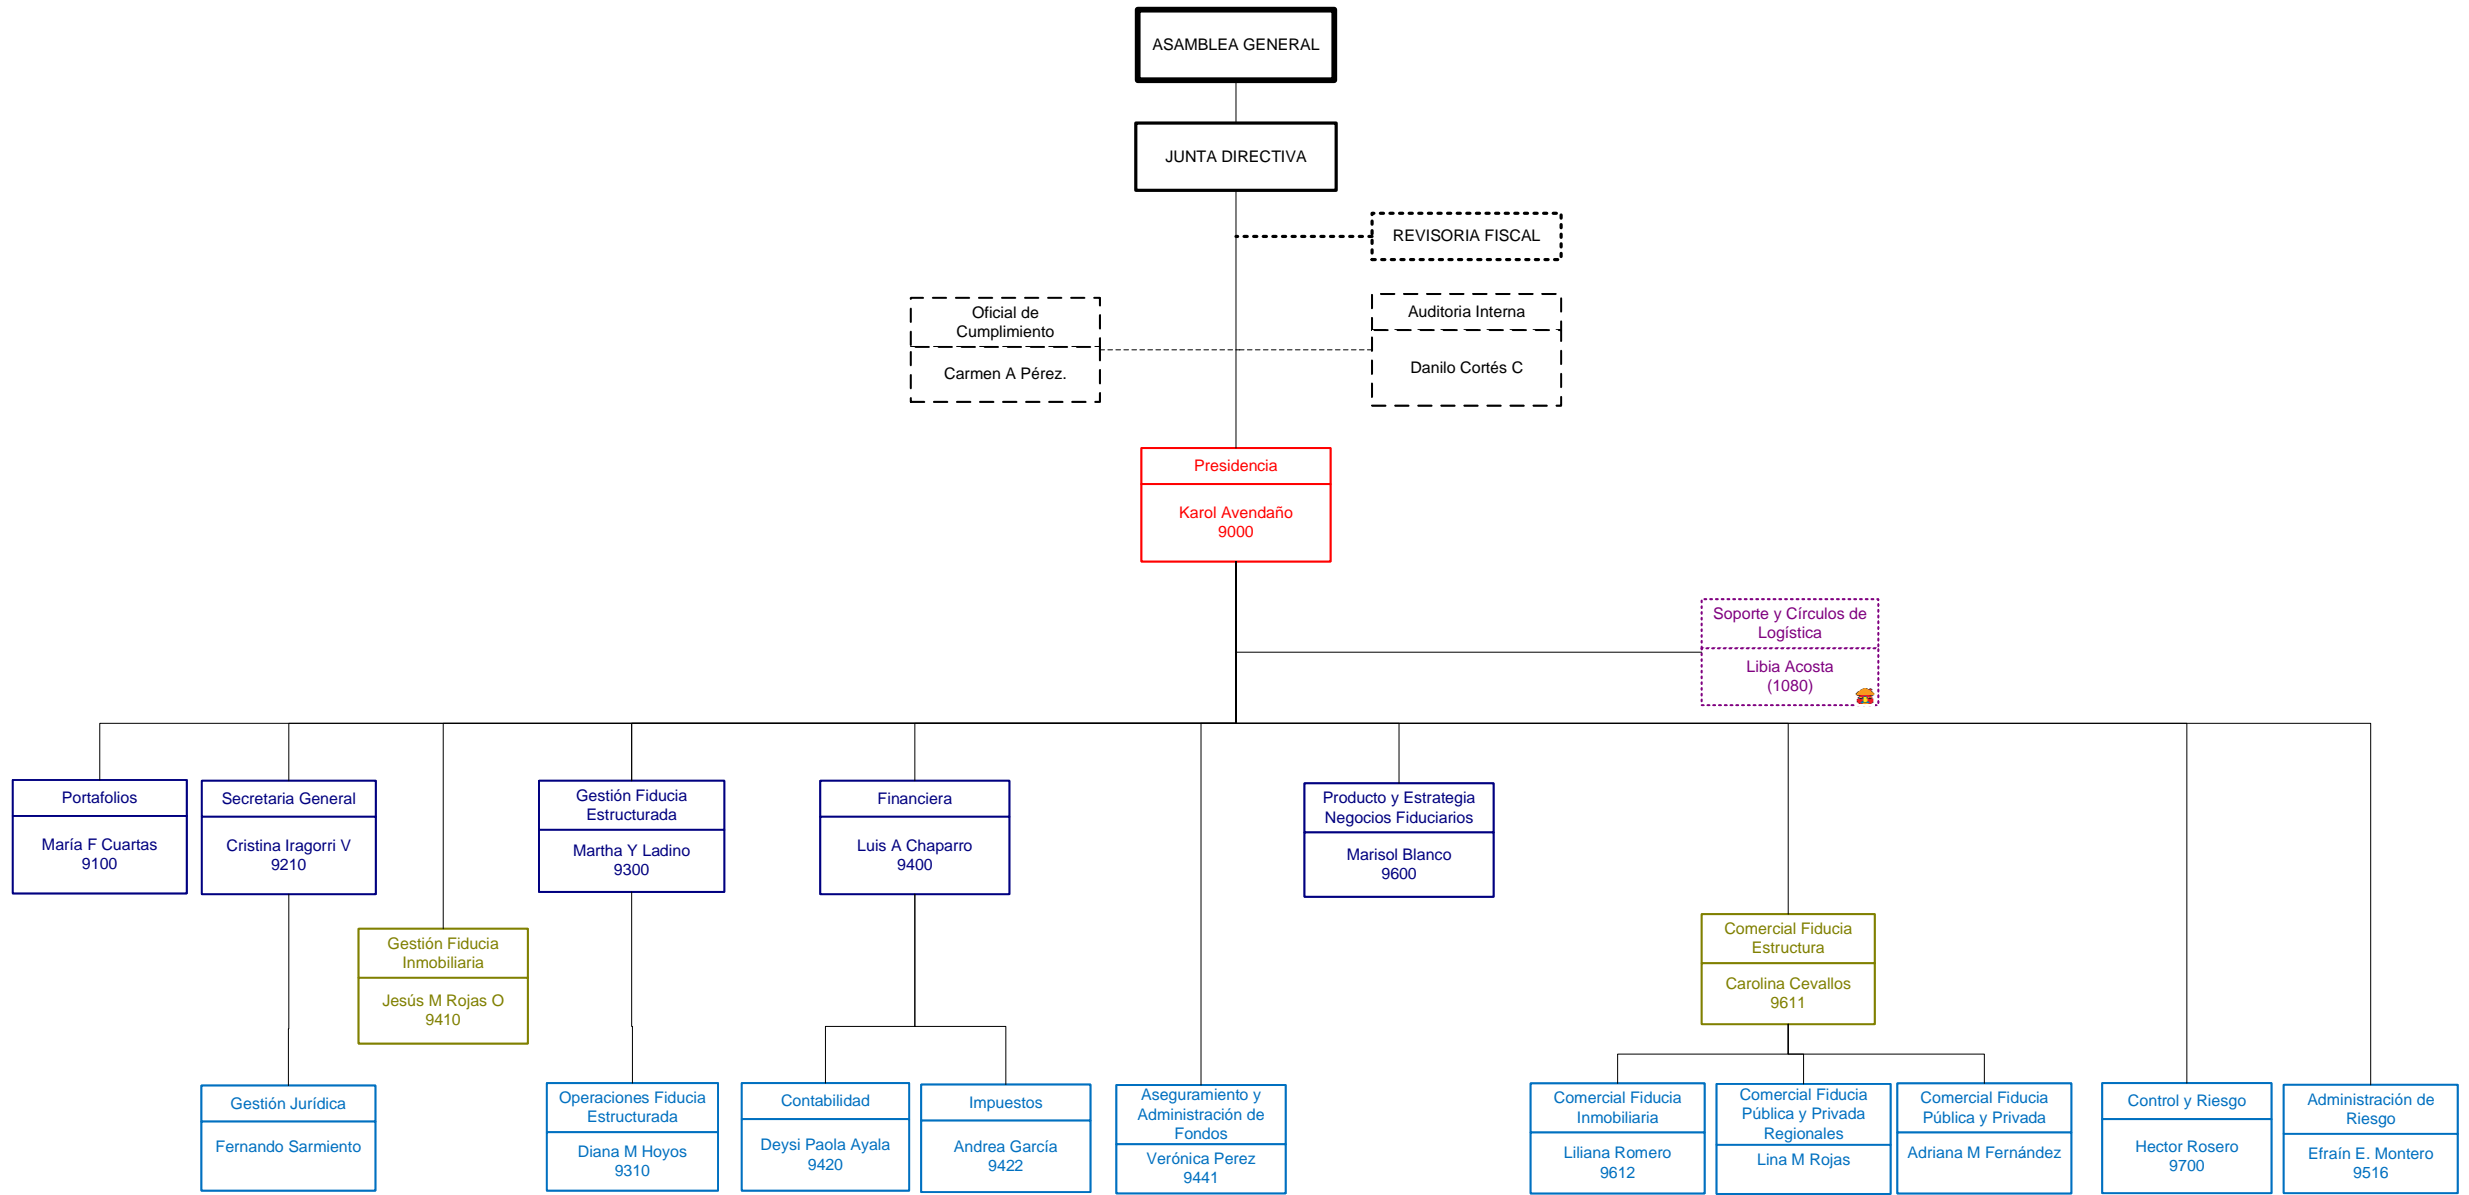 ASAMBLEA GENERAL
JUNTA DIRECTIVA
REVISORIA FISCAL
Oficial de
Cumplimiento
Carmen A Pérez.
Auditoria Interna
Danilo Cortés C
Presidencia
Karol Avendaño
9000
Soporte y Círculos de
Logística
Libia Acosta
(1080)
Portafolios
María F Cuartas
9100
Secretaria General
Cristina Iragorri V
9210
Gestión Fiducia
Estructurada
Martha Y Ladino
9300
Financiera
Luis A Chaparro
9400
Producto y Estrategia
Negocios Fiduciarios
Marisol Blanco
9600
Gestión Fiducia
Inmobiliaria
Jesús M Rojas O
9410
Comercial Fiducia
Estructura
Carolina Cevallos
9611
Gestión Jurídica
Fernando Sarmiento
Operaciones Fiducia
Estructurada
Diana M Hoyos
9310
Contabilidad
Deysi Paola Ayala
9420
Impuestos
Andrea García
9422
Aseguramiento y
Administración de
Fondos
Verónica Perez
9441
Comercial Fiducia
Inmobiliaria
Liliana Romero
9612
Comercial Fiducia
Pública y Privada
Regionales
Lina M Rojas
Comercial Fiducia
Pública y Privada
Adriana M Fernández
Control y Riesgo
Hector Rosero
9700
Administración de
Riesgo
Efraín E. Montero
9516